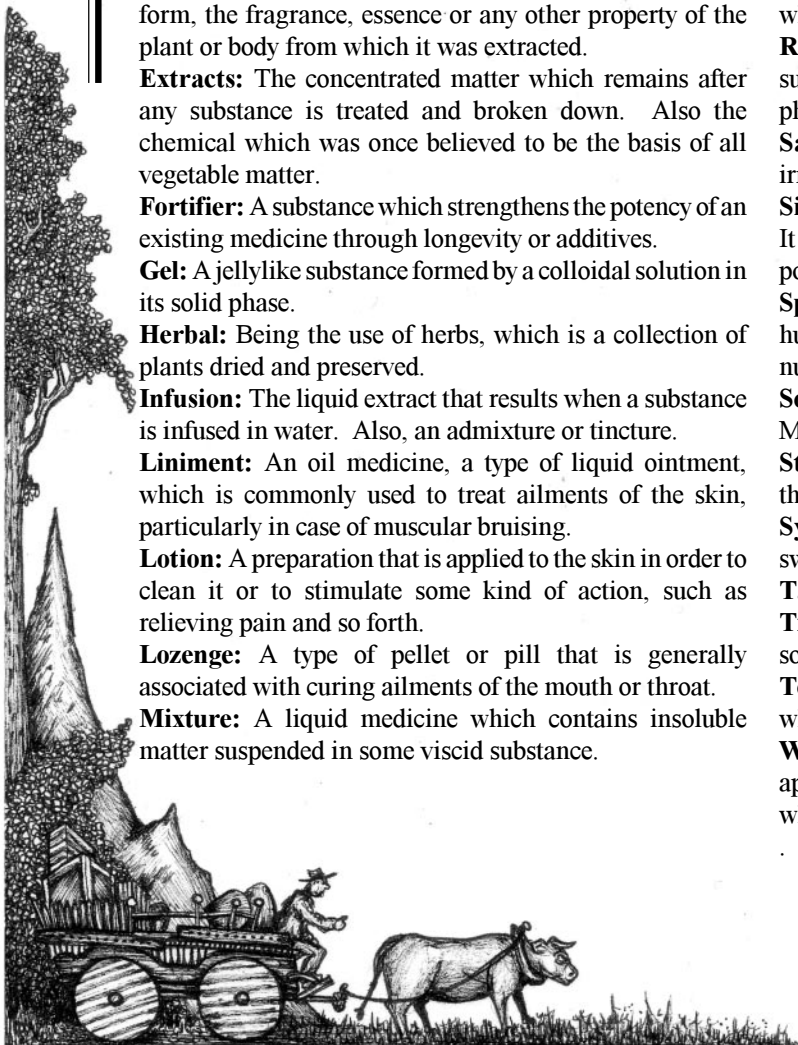 form, the fragrance, essence or any other property of the
plant or body from which it was extracted.
Extracts: The concentrated matter which remains after
any substance is treated and broken down. Also the
chemical which was once believed to be the basis of all
vegetable matter.
Fortifier: A substance which strengthens the potency of an
existing medicine through longevity or additives.
Gel: A jellylike substance formed by a colloidal solution in
its solid phase.
Herbal: Being the use of herbs, which is a collection of
plants dried and preserved.
Infusion: The liquid extract that results when a substance
is infused in water. Also, an admixture or tincture.
Liniment: An oil medicine, a type of liquid ointment,
which is commonly used to treat ailments of the skin,
particularly in case of muscular bruising.
Lotion: A preparation that is applied to the skin in order to
clean it or to stimulate some kind of action, such as
relieving pain and so forth.
Lozenge: A type of pellet or pill that is generally
associated with curing ailments of the mouth or throat.
Mixture: A liquid medicine which contains insoluble
matter suspended in some viscid substance.
It
.